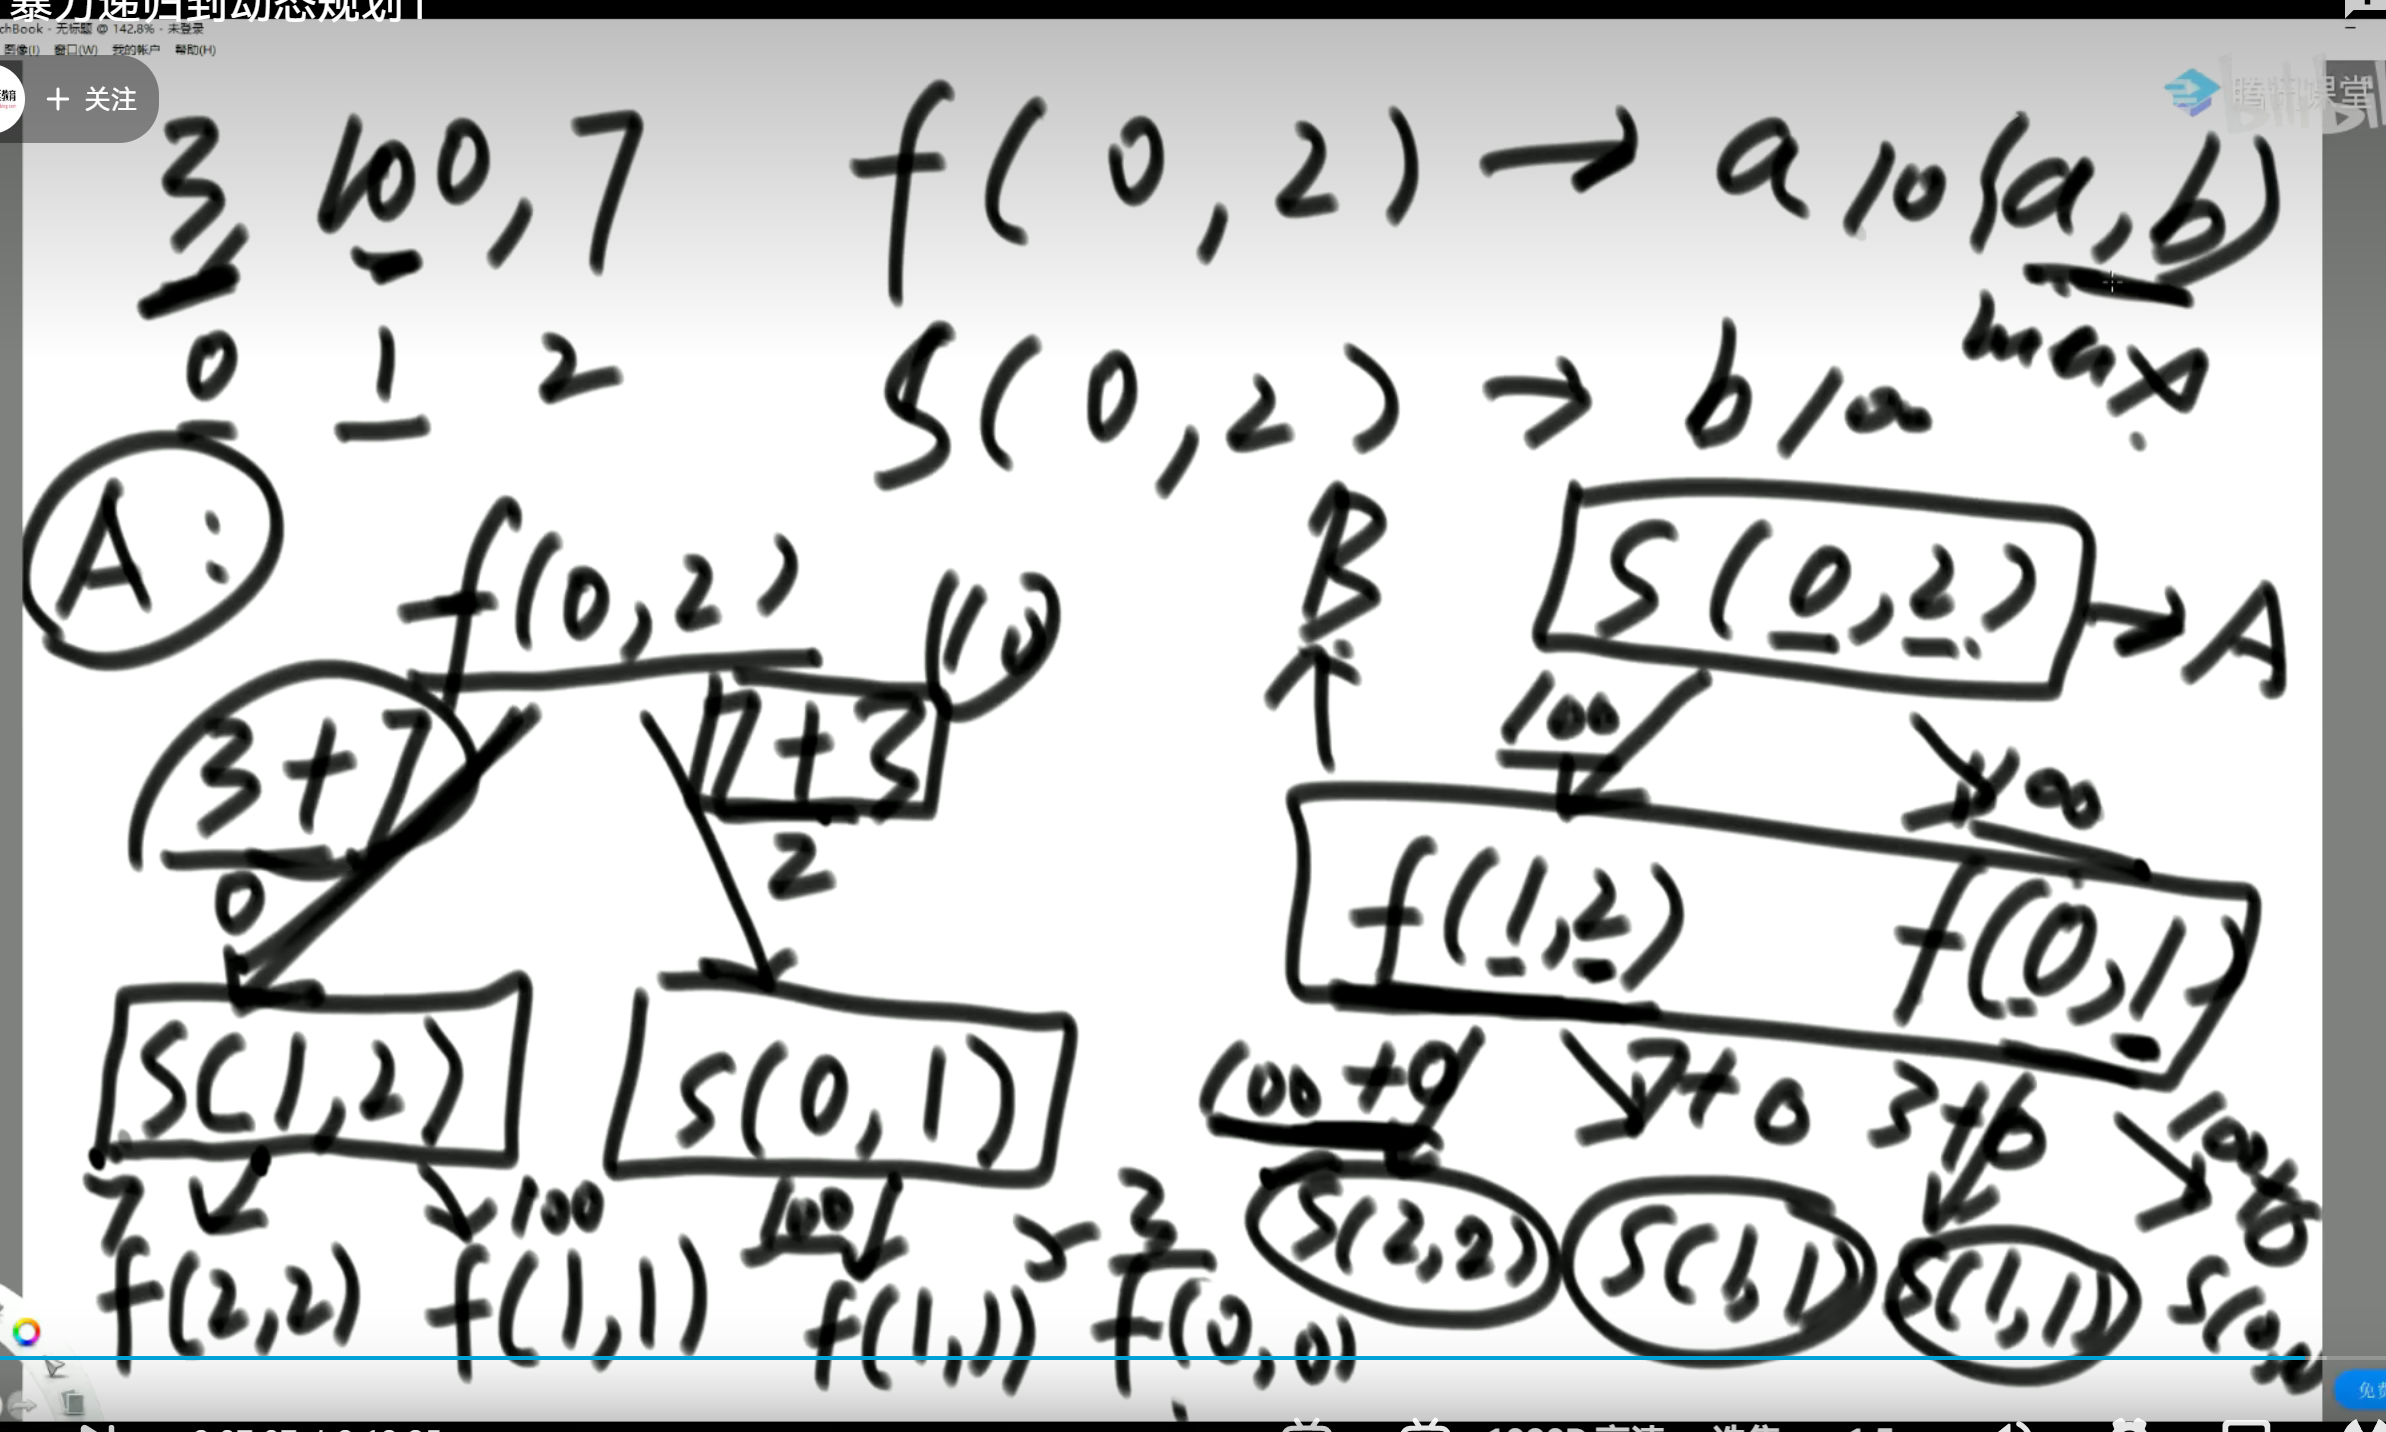 暴力递归到动态规划1
chBook - 无标题 @ 142.8% - 未登录
图像(I) 窗口(W) 我的帐户 帮助(H)
+ 关注
腾讯课堂
3, 100, 7 f(0,2) → a 10 {a,b}
max
0 1 2 S(0,2) → b 100
A: f(0,2) 10 B S(0,2) → A
3+7 7+3 100 100
0 2
f(1,2) f(0,1)
S(1,2) S(0,1) 100+0 7+0 3+0 100+0
7 100 100 3 S(2,2) S(1,1) S(1,1)
f(2,2) f(1,1) f(1,1) f(0,0)